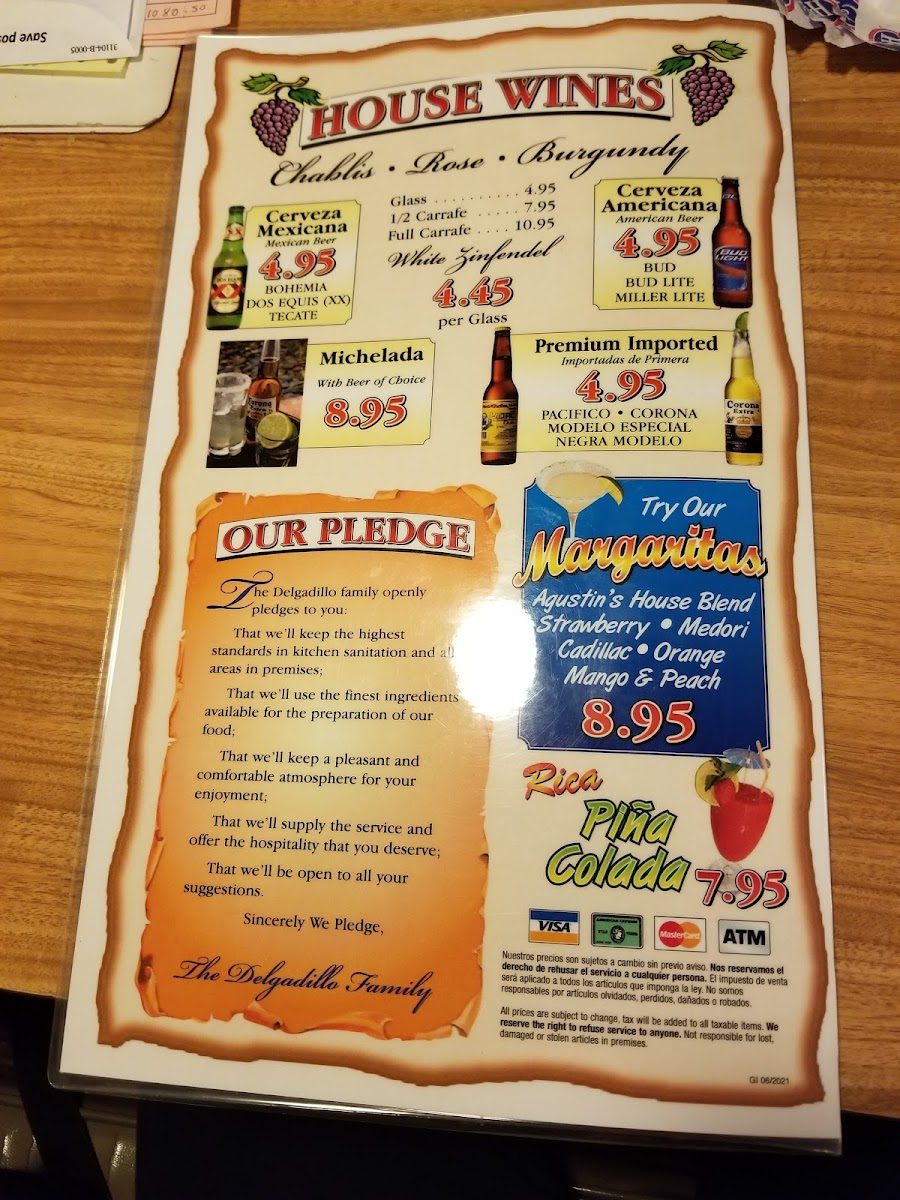 Save pos
31104-B-0005
HOUSE WINES
Chablis • Rose • Burgundy
Glass .......... 4.95
1/2 Carrafe ..... 7.95
Full Carrafe .... 10.95
White Zinfendel
4.45
per Glass
Cerveza
Mexicana
Mexican Beer
4.95
BOHEMIA
DOS EQUIS (XX)
TECATE
Cerveza
Americana
American Beer
4.95
BUD
BUD LITE
MILLER LITE
BUD
LIGHT
Michelada
With Beer of Choice
8.95
Premium Imported
Importadas de Primera
4.95
PACIFICO • CORONA
MODELO ESPECIAL
NEGRA MODELO
Corona
Extra
OUR PLEDGE
The Delgadillo family openly
pledges to you:
That we'll keep the highest
standards in kitchen sanitation and all
areas in premises;
That we'll use the finest ingredients
available for the preparation of our
food;
That we'll keep a pleasant and
comfortable atmosphere for your
enjoyment;
That we'll supply the service and
offer the hospitality that you deserve;
That we'll be open to all your
suggestions.
Sincerely We Pledge,
The Delgadillo Family
Try Our
Margaritas
Agustin's House Blend
Strawberry • Medori
Cadillac • Orange
Mango & Peach
8.95
Rica
Piña
Colada
7.95
VISA
AMERICAN EXPRESS
MasterCard
ATM
Nuestros precios son sujetos a cambio sin previo aviso. Nos reservamos el
derecho de rehusar el servicio a cualquier persona. El impuesto de venta
será aplicado a todos los artículos que imponga la ley. No somos
responsables por artículos olvidados, perdidos, dañados o robados.
All prices are subject to change, tax will be added to all taxable items. We
reserve the right to refuse service to anyone. Not responsible for lost,
damaged or stolen articles in premises.
GI 06/2021